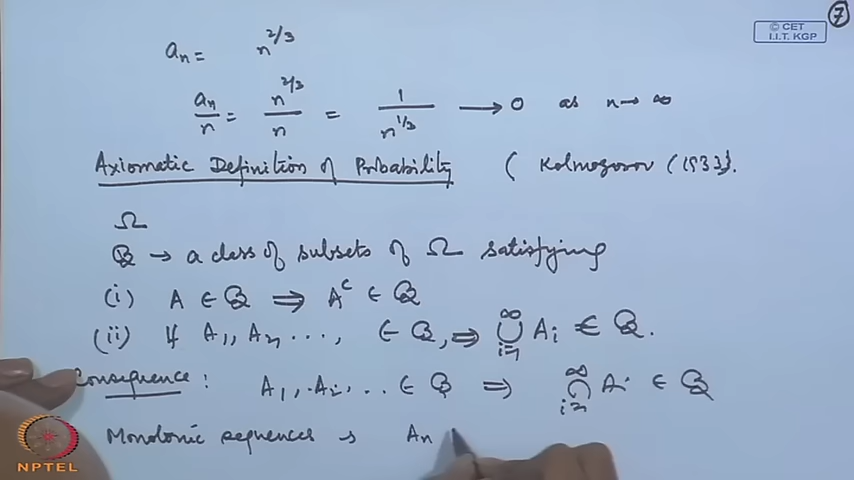 7
© CET
I.I.T. KGP
aₙ = n^{2/3}
aₙ/n = n^{2/3}/n = 1/n^{1/3} → 0 as n → ∞
Axiomatic Definition of Probability (Kolmogorov (1933).
Ω
ℬ → a class of subsets of Ω satisfying
(i) A ∈ ℬ ⟹ Aᶜ ∈ ℬ
(ii) If A₁, A₂, ..., ∈ ℬ, ⟹ ⋃_{i=1}^{∞} Aᵢ ∈ ℬ.
Consequence : A₁, A₂, ... ∈ ℬ ⟹ ⋂_{i=1}^{∞} Aᵢ ∈ ℬ
Monotonic sequences Aₙ
NPTEL